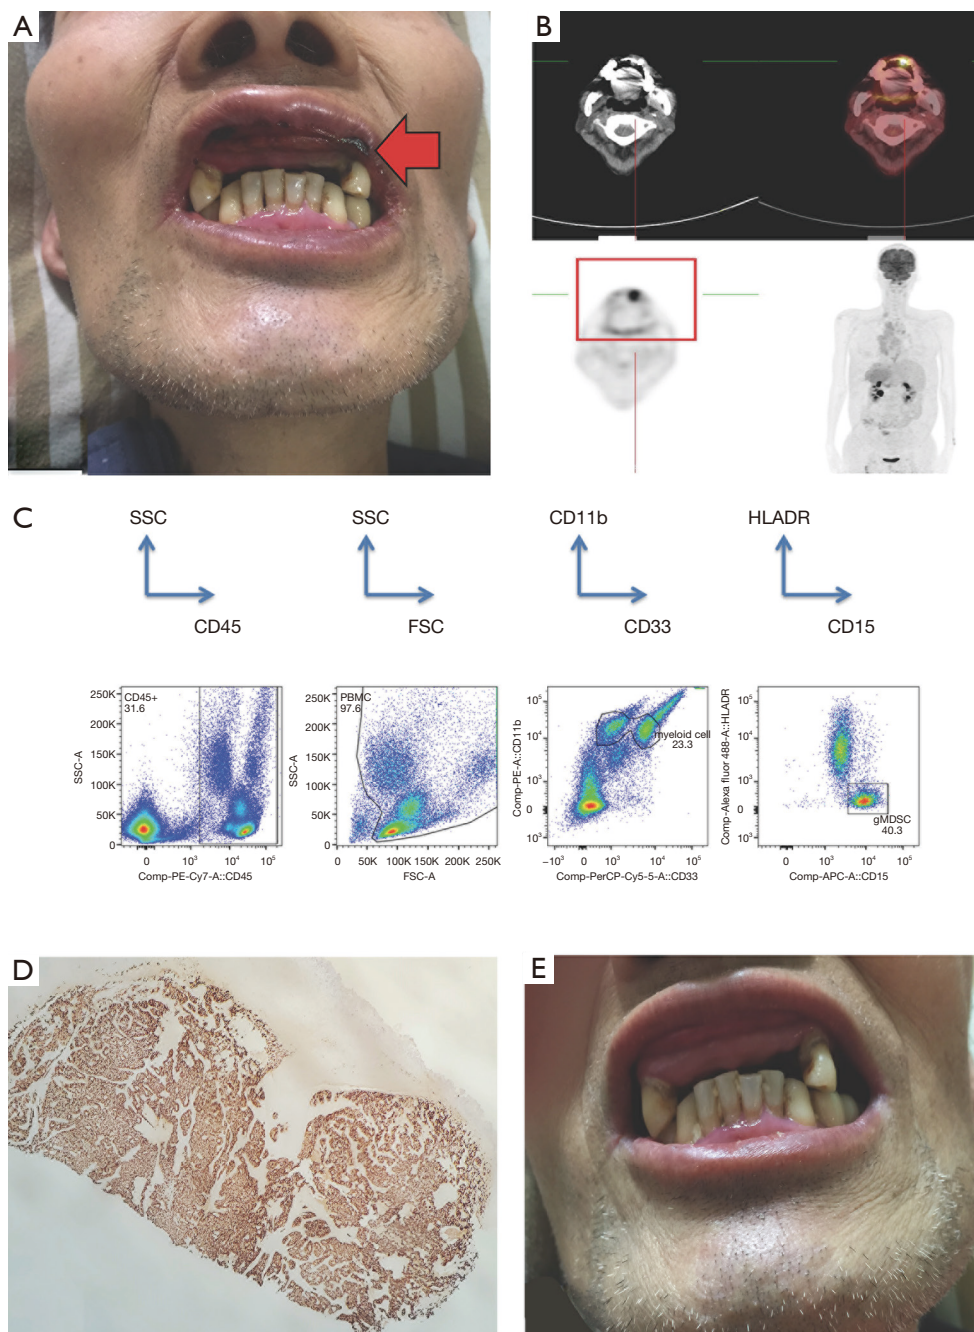 A
B
C
SSC
SSC
CD11b
HLADR
CD45
FSC
CD33
CD15
CD45+
31.6
250K
200K
150K
100K
50K
0
SSC-A
0
10³
10⁴
10⁵
Comp-PE-Cy7-A::CD45
PBMC
97.6
250K
200K
150K
100K
50K
0
SSC-A
0
50K
100K
150K
200K
250K
FSC-A
myeloid cell
23.3
10⁵
10⁴
10³
0
10³
Comp-PE-A::CD11b
−10³
0
10³
10⁴
10⁵
Comp-PerCP-Cy5-5-A::CD33
gMDSC
40.3
10⁵
10⁴
10³
0
10³
Comp-Alexa fluor 488-A::HLADR
0
10³
10⁴
10⁵
Comp-APC-A::CD15
D
E